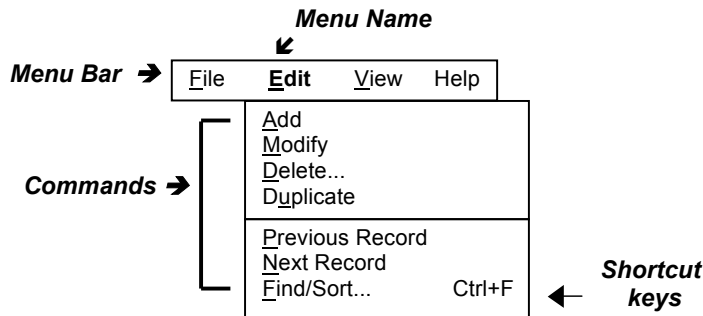 Menu Name
Menu Bar
File Edit View Help
Add
Modify
Delete...
Duplicate
Commands
Previous Record
Next Record
Find/Sort... Ctrl+F
Shortcut
keys